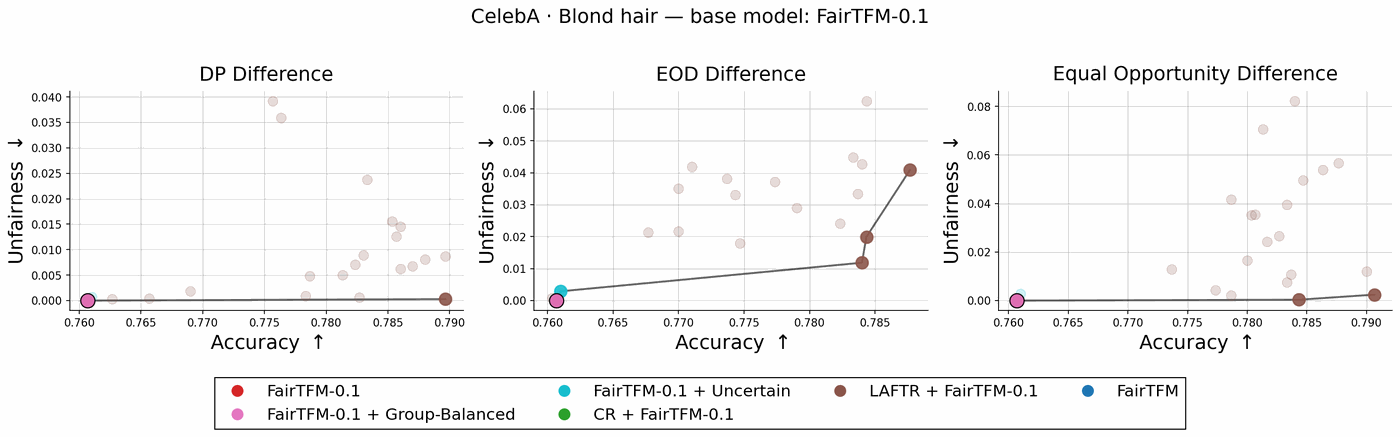 CelebA · Blond hair — base model: FairTFM-0.1
DP Difference
EOD Difference
Equal Opportunity Difference
Unfairness ↓
0.040
0.035
0.030
0.025
0.020
0.015
0.010
0.005
0.000
0.760 0.765 0.770 0.775 0.780 0.785 0.790
Accuracy ↑
Unfairness ↓
0.06
0.05
0.04
0.03
0.02
0.01
0.00
0.760 0.765 0.770 0.775 0.780 0.785
Accuracy ↑
Unfairness ↓
0.08
0.06
0.04
0.02
0.00
0.760 0.765 0.770 0.775 0.780 0.785 0.790
Accuracy ↑
FairTFM-0.1
FairTFM-0.1 + Group-Balanced
FairTFM-0.1 + Uncertain
CR + FairTFM-0.1
LAFTR + FairTFM-0.1
FairTFM